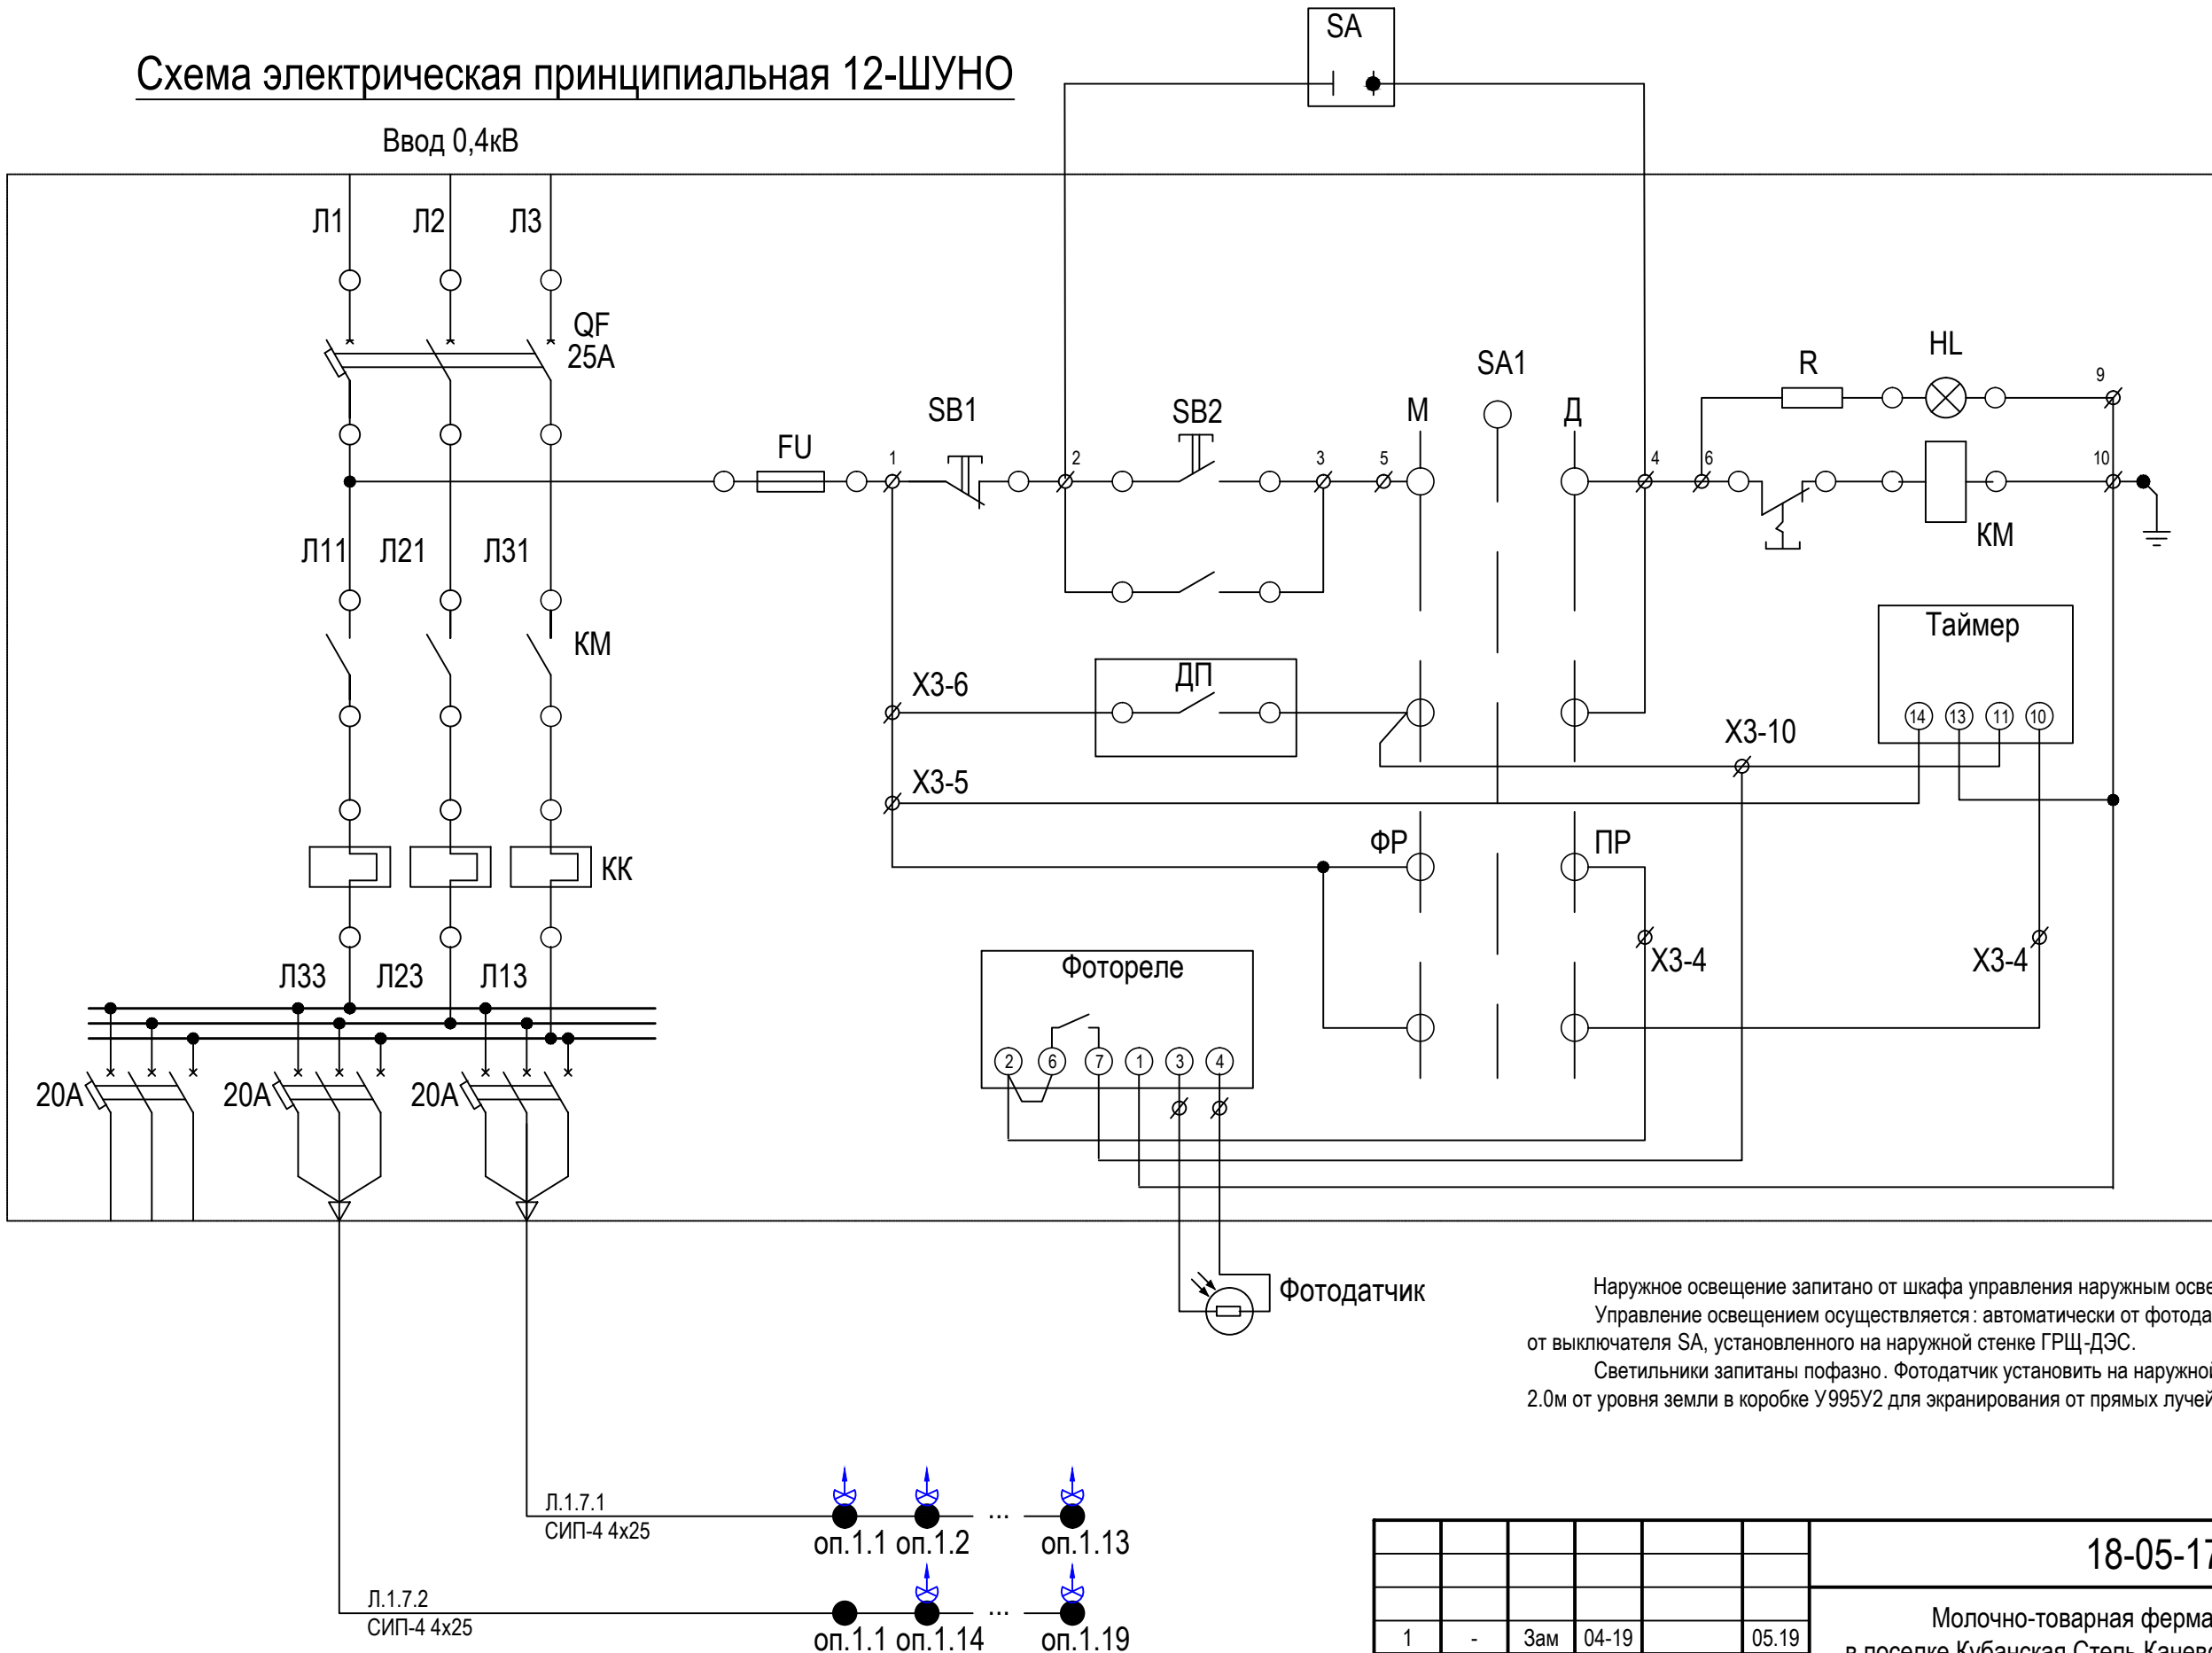 Схема электрическая принципиальная 12-ШУНО
SA
Ввод 0,4кВ
Л1 Л2 Л3
QF
25А
FU
SB1
SB2
SA1
М Д
R
HL
КМ
1 2 3 5 4 6 9 10
Л11 Л21 Л31
КМ
Х3-6
ДП
Таймер
14 13 11 10
Х3-10
Х3-5
ФР ПР
КК
Х3-4 Х3-4
Л33 Л23 Л13
Фотореле
2 6 7 1 3 4
20А 20А 20А
Фотодатчик
Наружное освещение запитано от шкафа управления наружным
Управление освещением осуществляется: автоматически от
от выключателя SA, установленного на наружной стенке ГРЩ-ДЭС.
Светильники запитаны пофазно. Фотодатчик установить на
2.0м от уровня земли в коробке У995У2 для экранирования от прямых
Л.1.7.1
СИП-4 4х25
оп.1.1 оп.1.2 ... оп.1.13
Л.1.7.2
СИП-4 4х25
оп.1.1 оп.1.14 ... оп.1.19
18-05-17
Молочно-товарная ферма
1 - Зам 04-19 05.19
в поселке Кубанская Степь